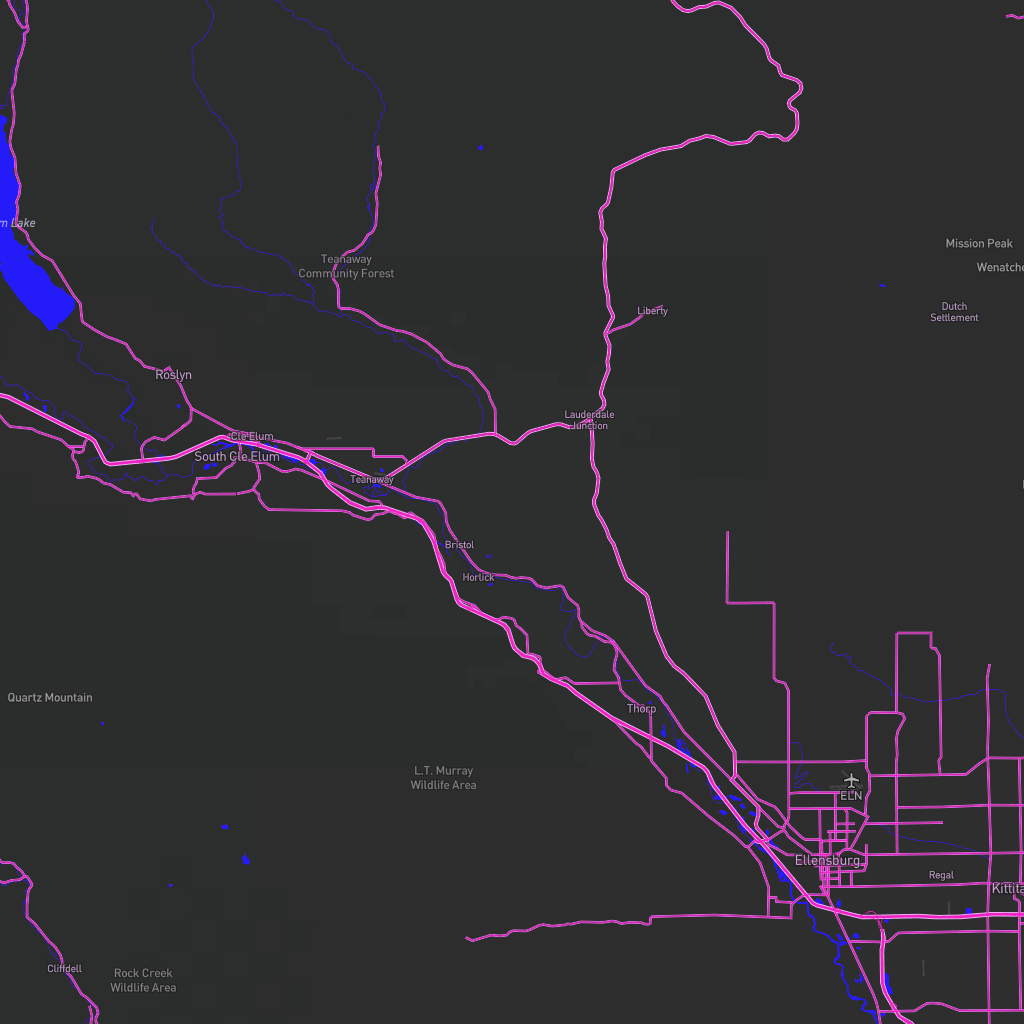 m Lake
Mission Peak
Teanaway
Community Forest
Wenatche
Dutch
Settlement
Liberty
Roslyn
Lauderdale
Junction
Cle Elum
South Cle Elum
Teanaway
Bristol
Horlick
Quartz Mountain
Thorp
L.T. Murray
Wildlife Area
ELN
Ellensburg
Regal
Kittita
Cliffdell
Rock Creek
Wildlife Area